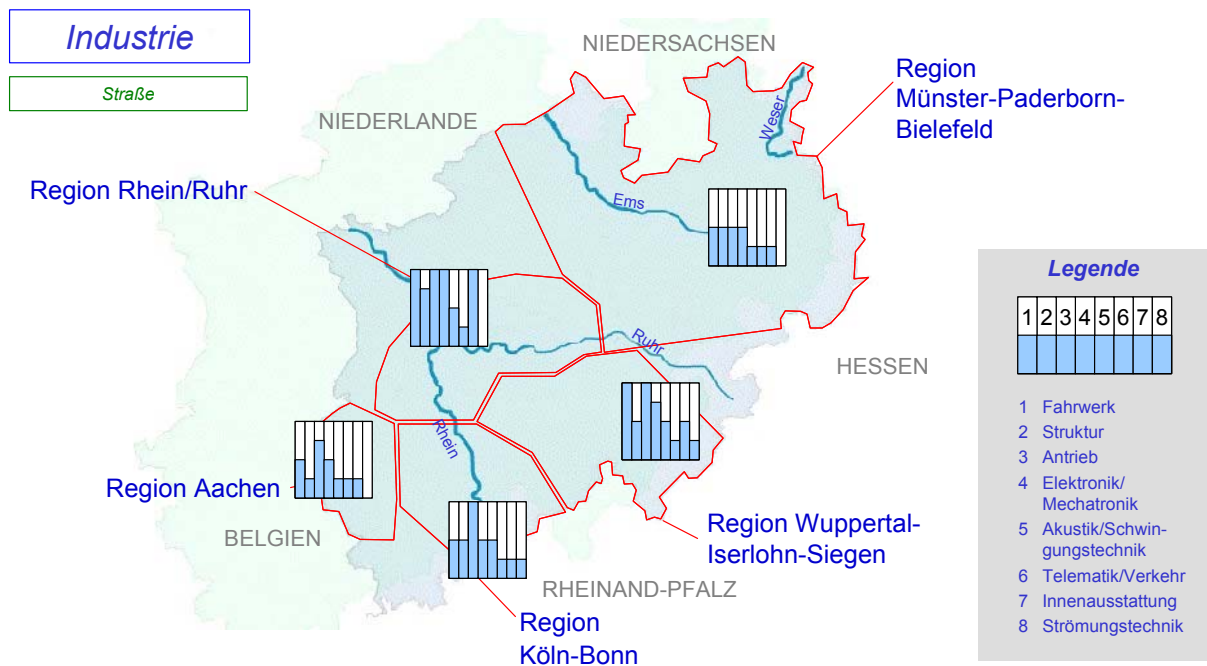 Industrie
Straße
NIEDERSACHSEN
NIEDERLANDE
Region
Münster-Paderborn-
Bielefeld
Weser
Region Rhein/Ruhr
Ems
Ruhr
HESSEN
Rhein
Region Aachen
BELGIEN
Region Wuppertal-
Iserlohn-Siegen
RHEINAND-PFALZ
Region
Köln-Bonn
Legende
1 2 3 4 5 6 7 8
1 Fahrwerk
2 Struktur
3 Antrieb
4 Elektronik/
Mechatronik
5 Akustik/Schwin-
gungstechnik
6 Telematik/Verkehr
7 Innenausstattung
8 Strömungstechnik